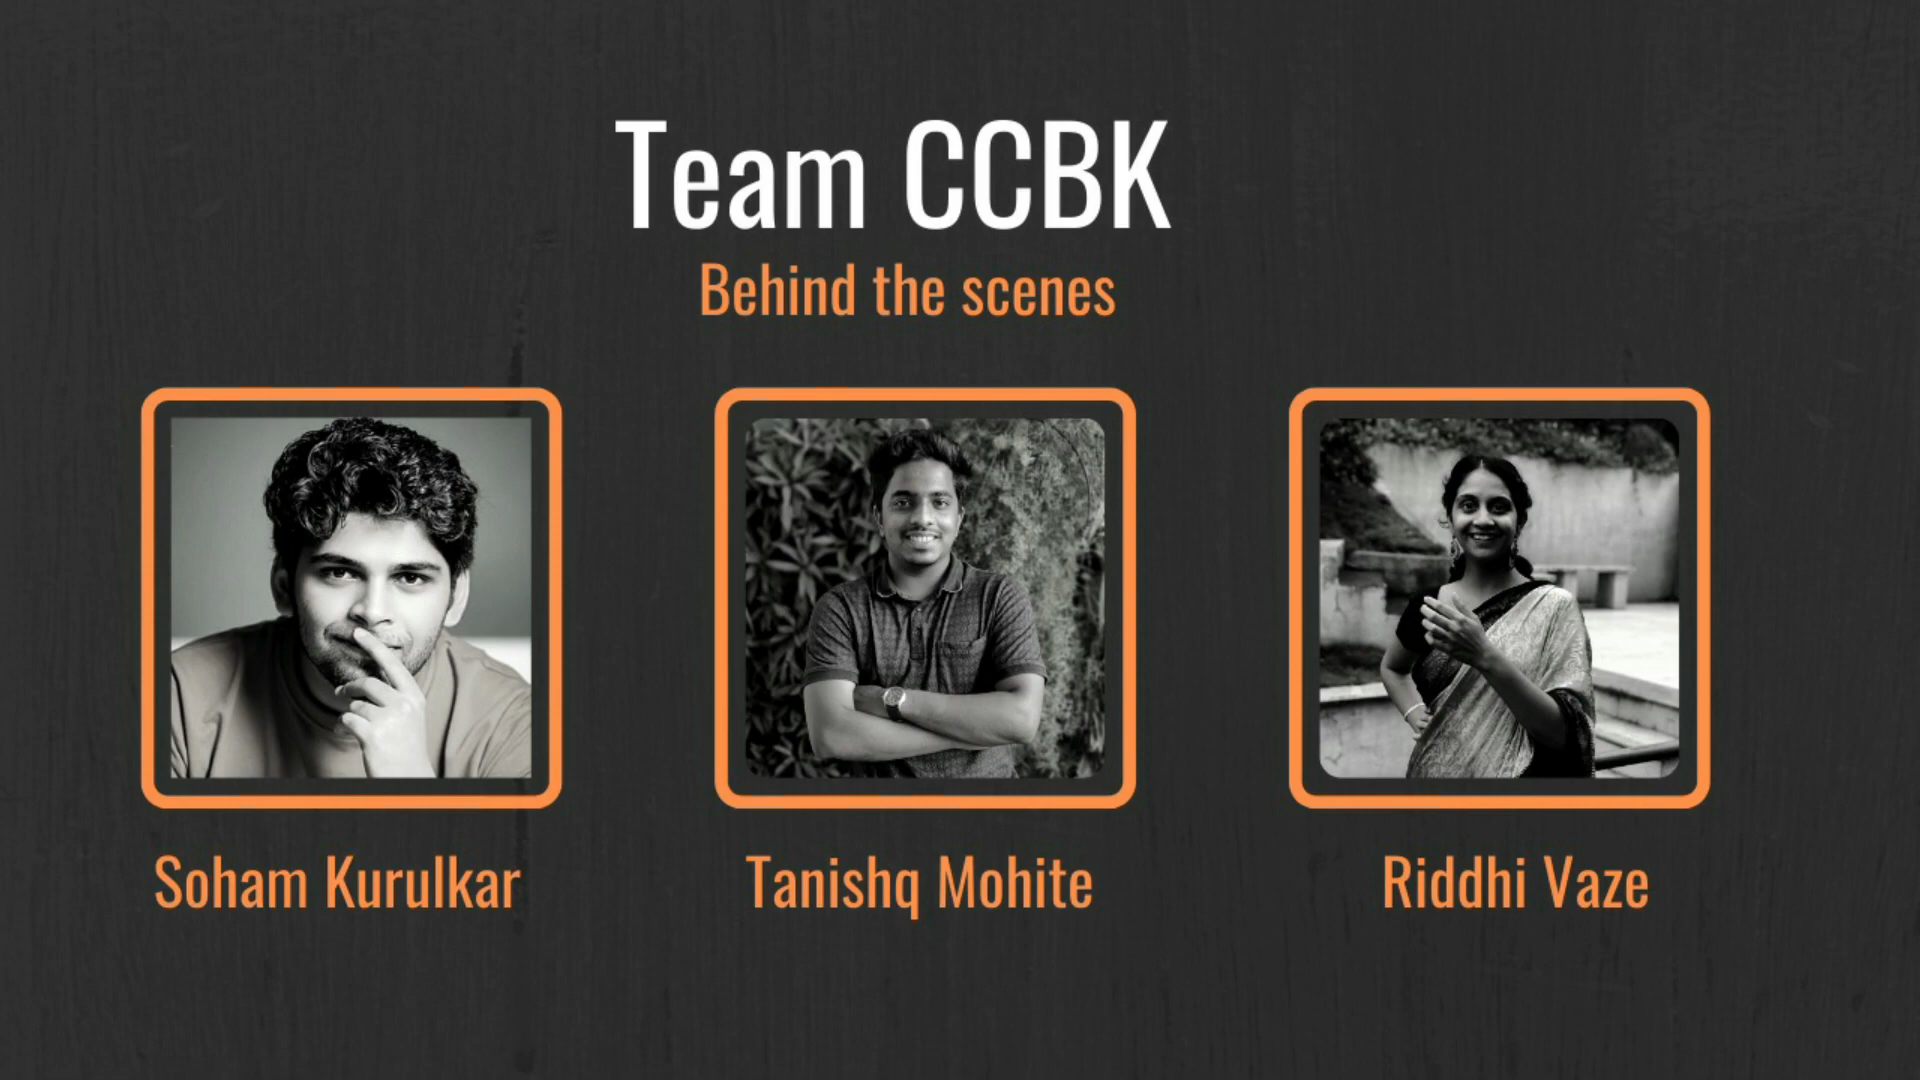 Team CCBK
Behind the scenes
Soham Kurulkar
Tanishq Mohite
Riddhi Vaze